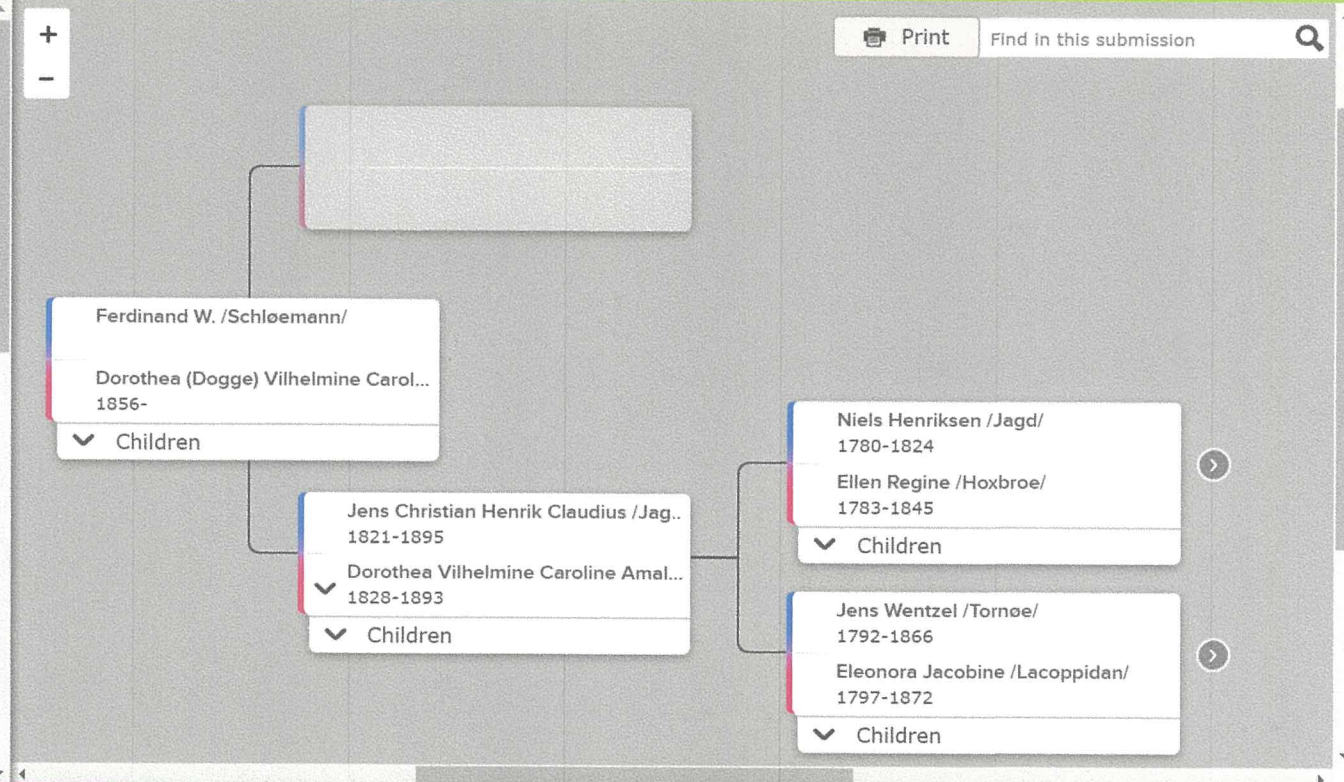 +
Print
Find in this submission
−
Ferdinand W. /Schløemann/
Dorothea (Dogge) Vilhelmine Carol...
1856-
Children
Niels Henriksen /Jagd/
1780-1824
Ellen Regine /Hoxbroe/
1783-1845
Children
Jens Christian Henrik Claudius /Jag..
1821-1895
Dorothea Vilhelmine Caroline Amal...
1828-1893
Children
Jens Wentzel /Tornøe/
1792-1866
Eleonora Jacobine /Lacoppidan/
1797-1872
Children